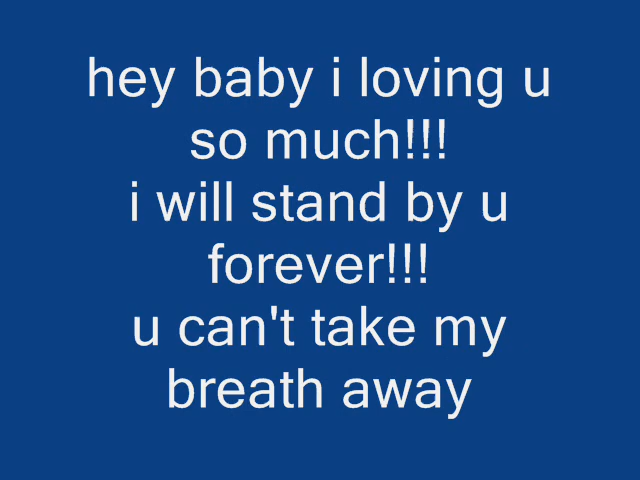 hey baby i loving u
so much!!!
i will stand by u
forever!!!
u can't take my
breath away